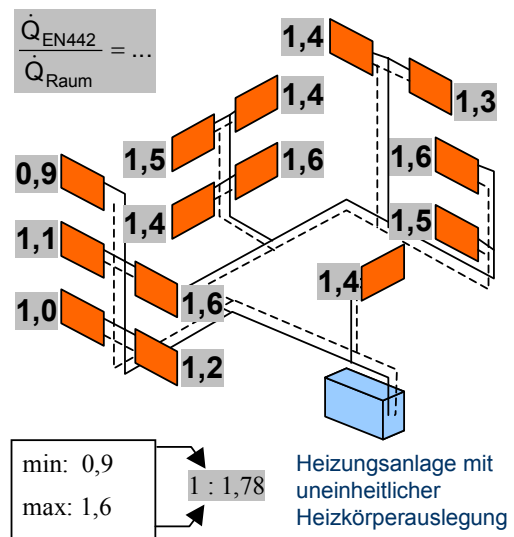 Q̇EN442 / Q̇Raum = ...
1,4
1,3
1,4
1,5
1,6
1,6
0,9
1,4
1,5
1,1
1,4
1,0
1,6
1,2
min: 0,9
max: 1,6
1 : 1,78
Heizungsanlage mit
uneinheitlicher
Heizkörperauslegung